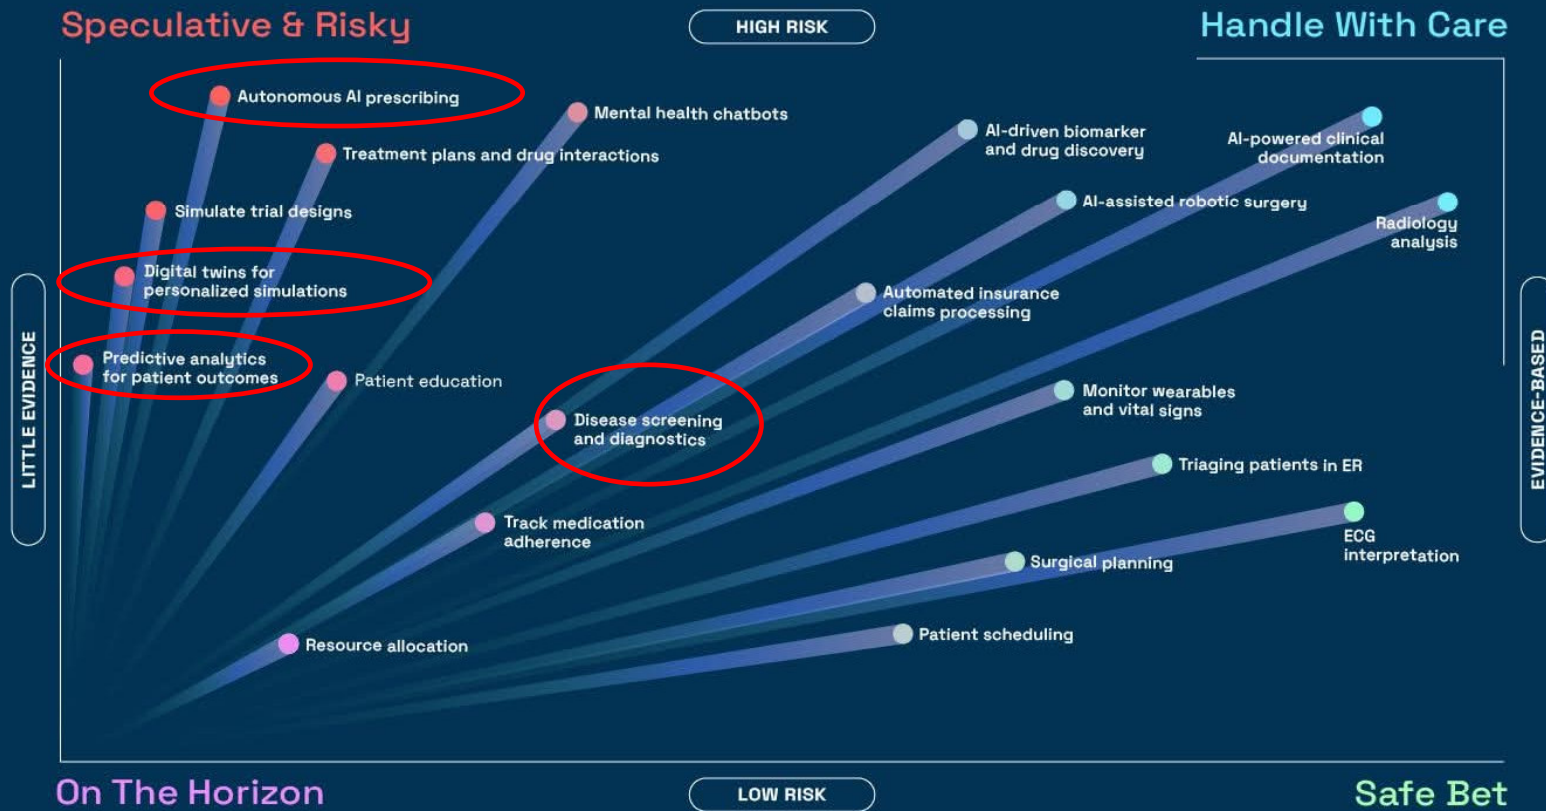 Speculative & Risky
HIGH RISK
Handle With Care
Autonomous AI prescribing
Mental health chatbots
Treatment plans and drug interactions
AI-driven biomarker
and drug discovery
AI-powered clinical
documentation
Simulate trial designs
AI-assisted robotic surgery
Radiology
analysis
Digital twins for
personalized simulations
Automated insurance
claims processing
LITTLE EVIDENCE
EVIDENCE-BASED
Predictive analytics
for patient outcomes
Patient education
Disease screening
and diagnostics
Monitor wearables
and vital signs
Triaging patients in ER
Track medication
adherence
ECG
interpretation
Surgical planning
Resource allocation
Patient scheduling
On The Horizon
LOW RISK
Safe Bet